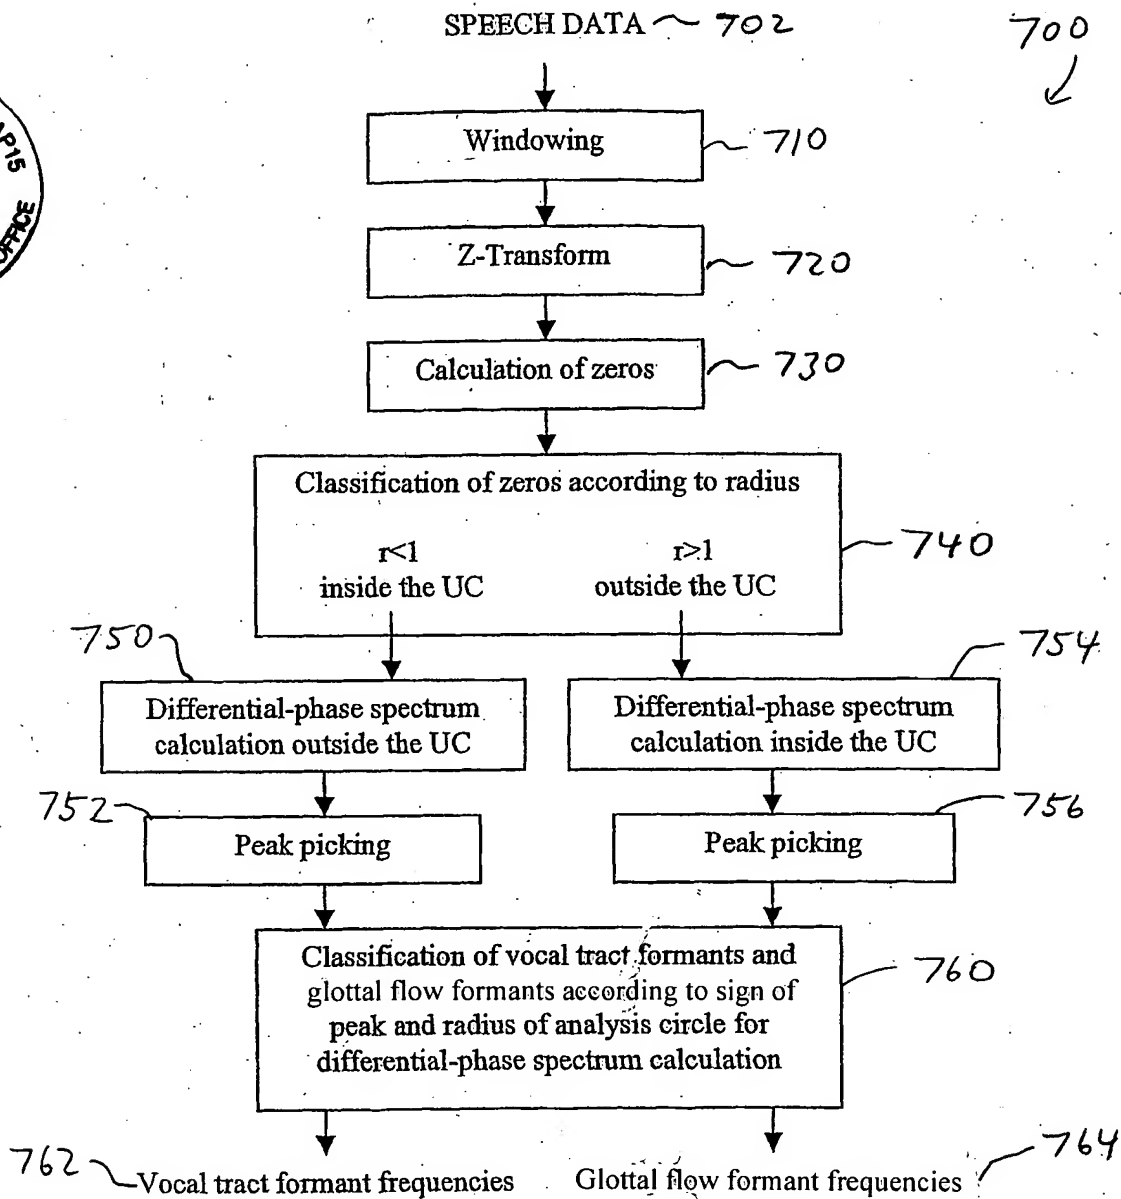 SPEECH DATA 702
700
AP15
OFFICE
Windowing 710
Z-Transform 720
Calculation of zeros 730
Classification of zeros according to radius
r<1 r>1
inside the UC outside the UC
740
750
754
Differential-phase spectrum
calculation outside the UC
Differential-phase spectrum
calculation inside the UC
752
756
Peak picking
Peak picking
Classification of vocal tract formants and
glottal flow formants according to sign of
peak and radius of analysis circle for
differential-phase spectrum calculation
760
762
764
Vocal tract formant frequencies
Glottal flow formant frequencies